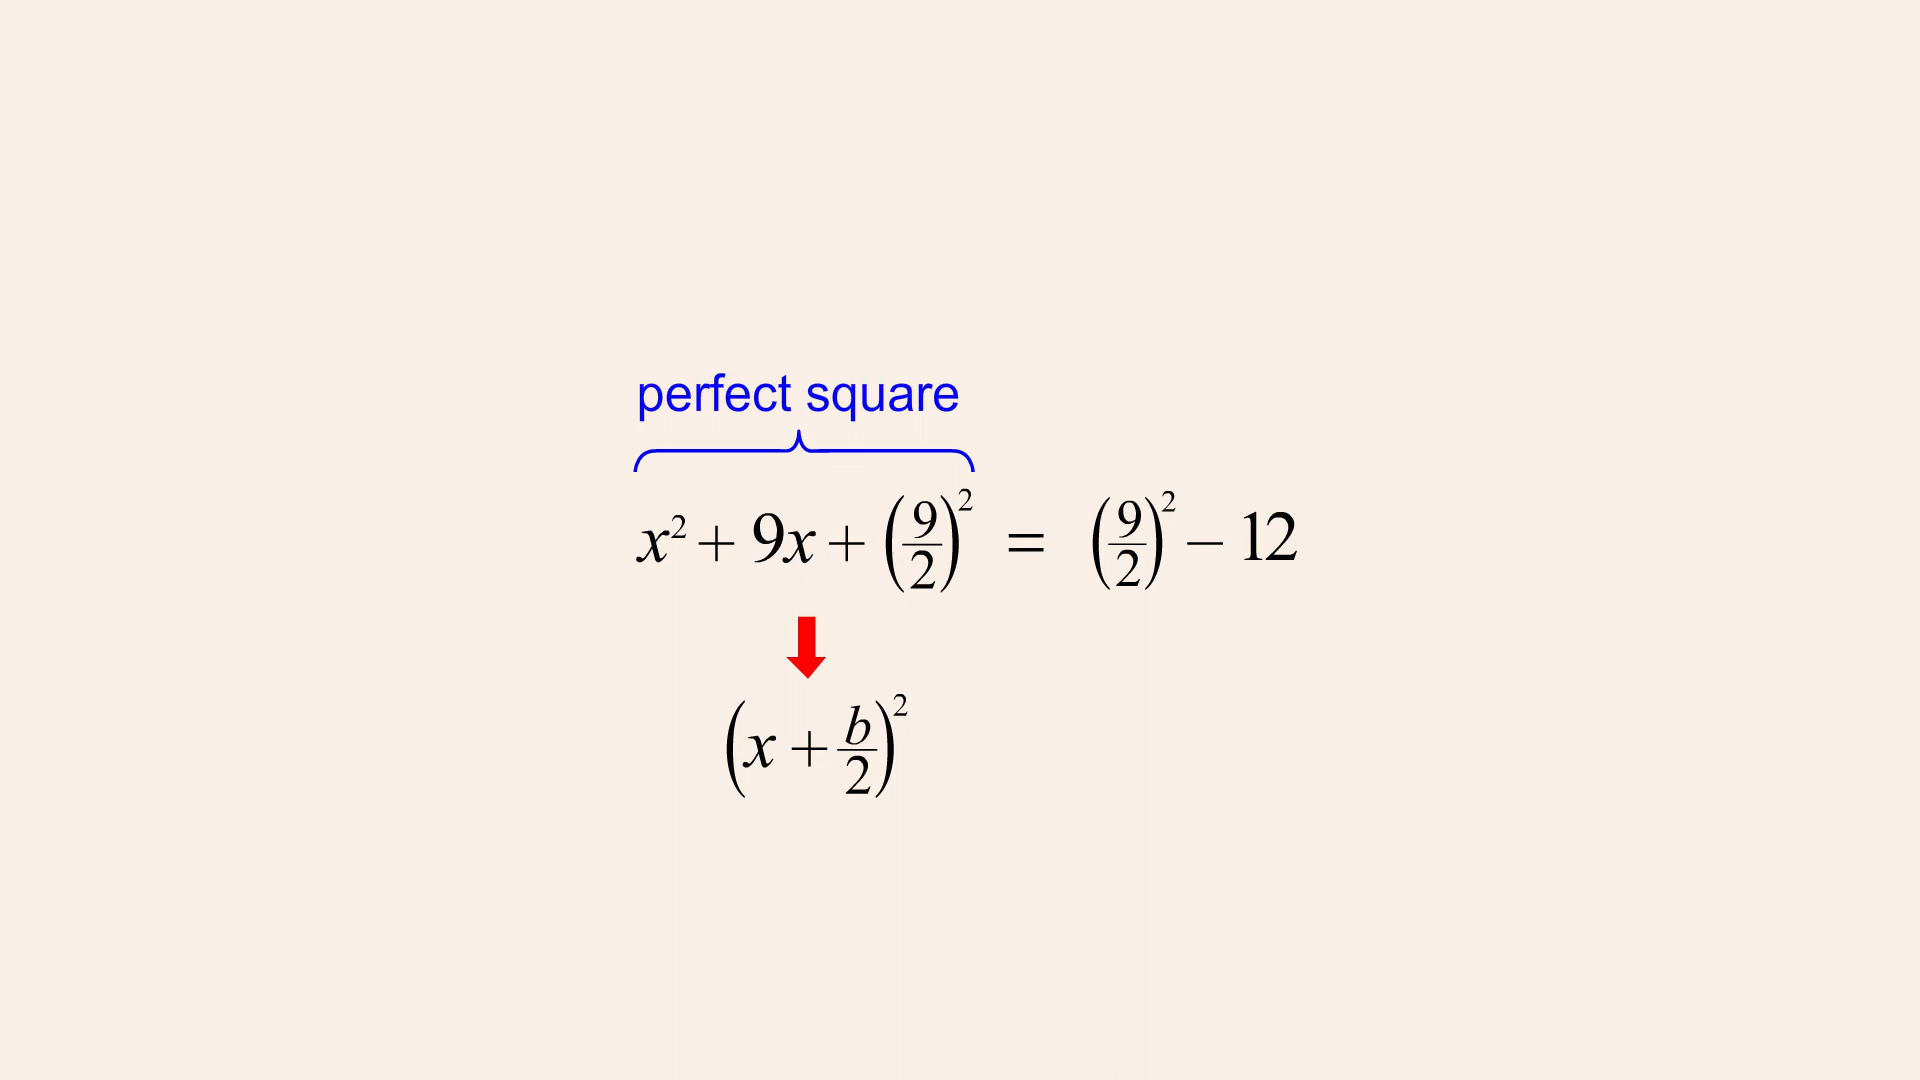 perfect square
x² + 9x + (9/2)² = (9/2)² − 12
(x + b/2)²